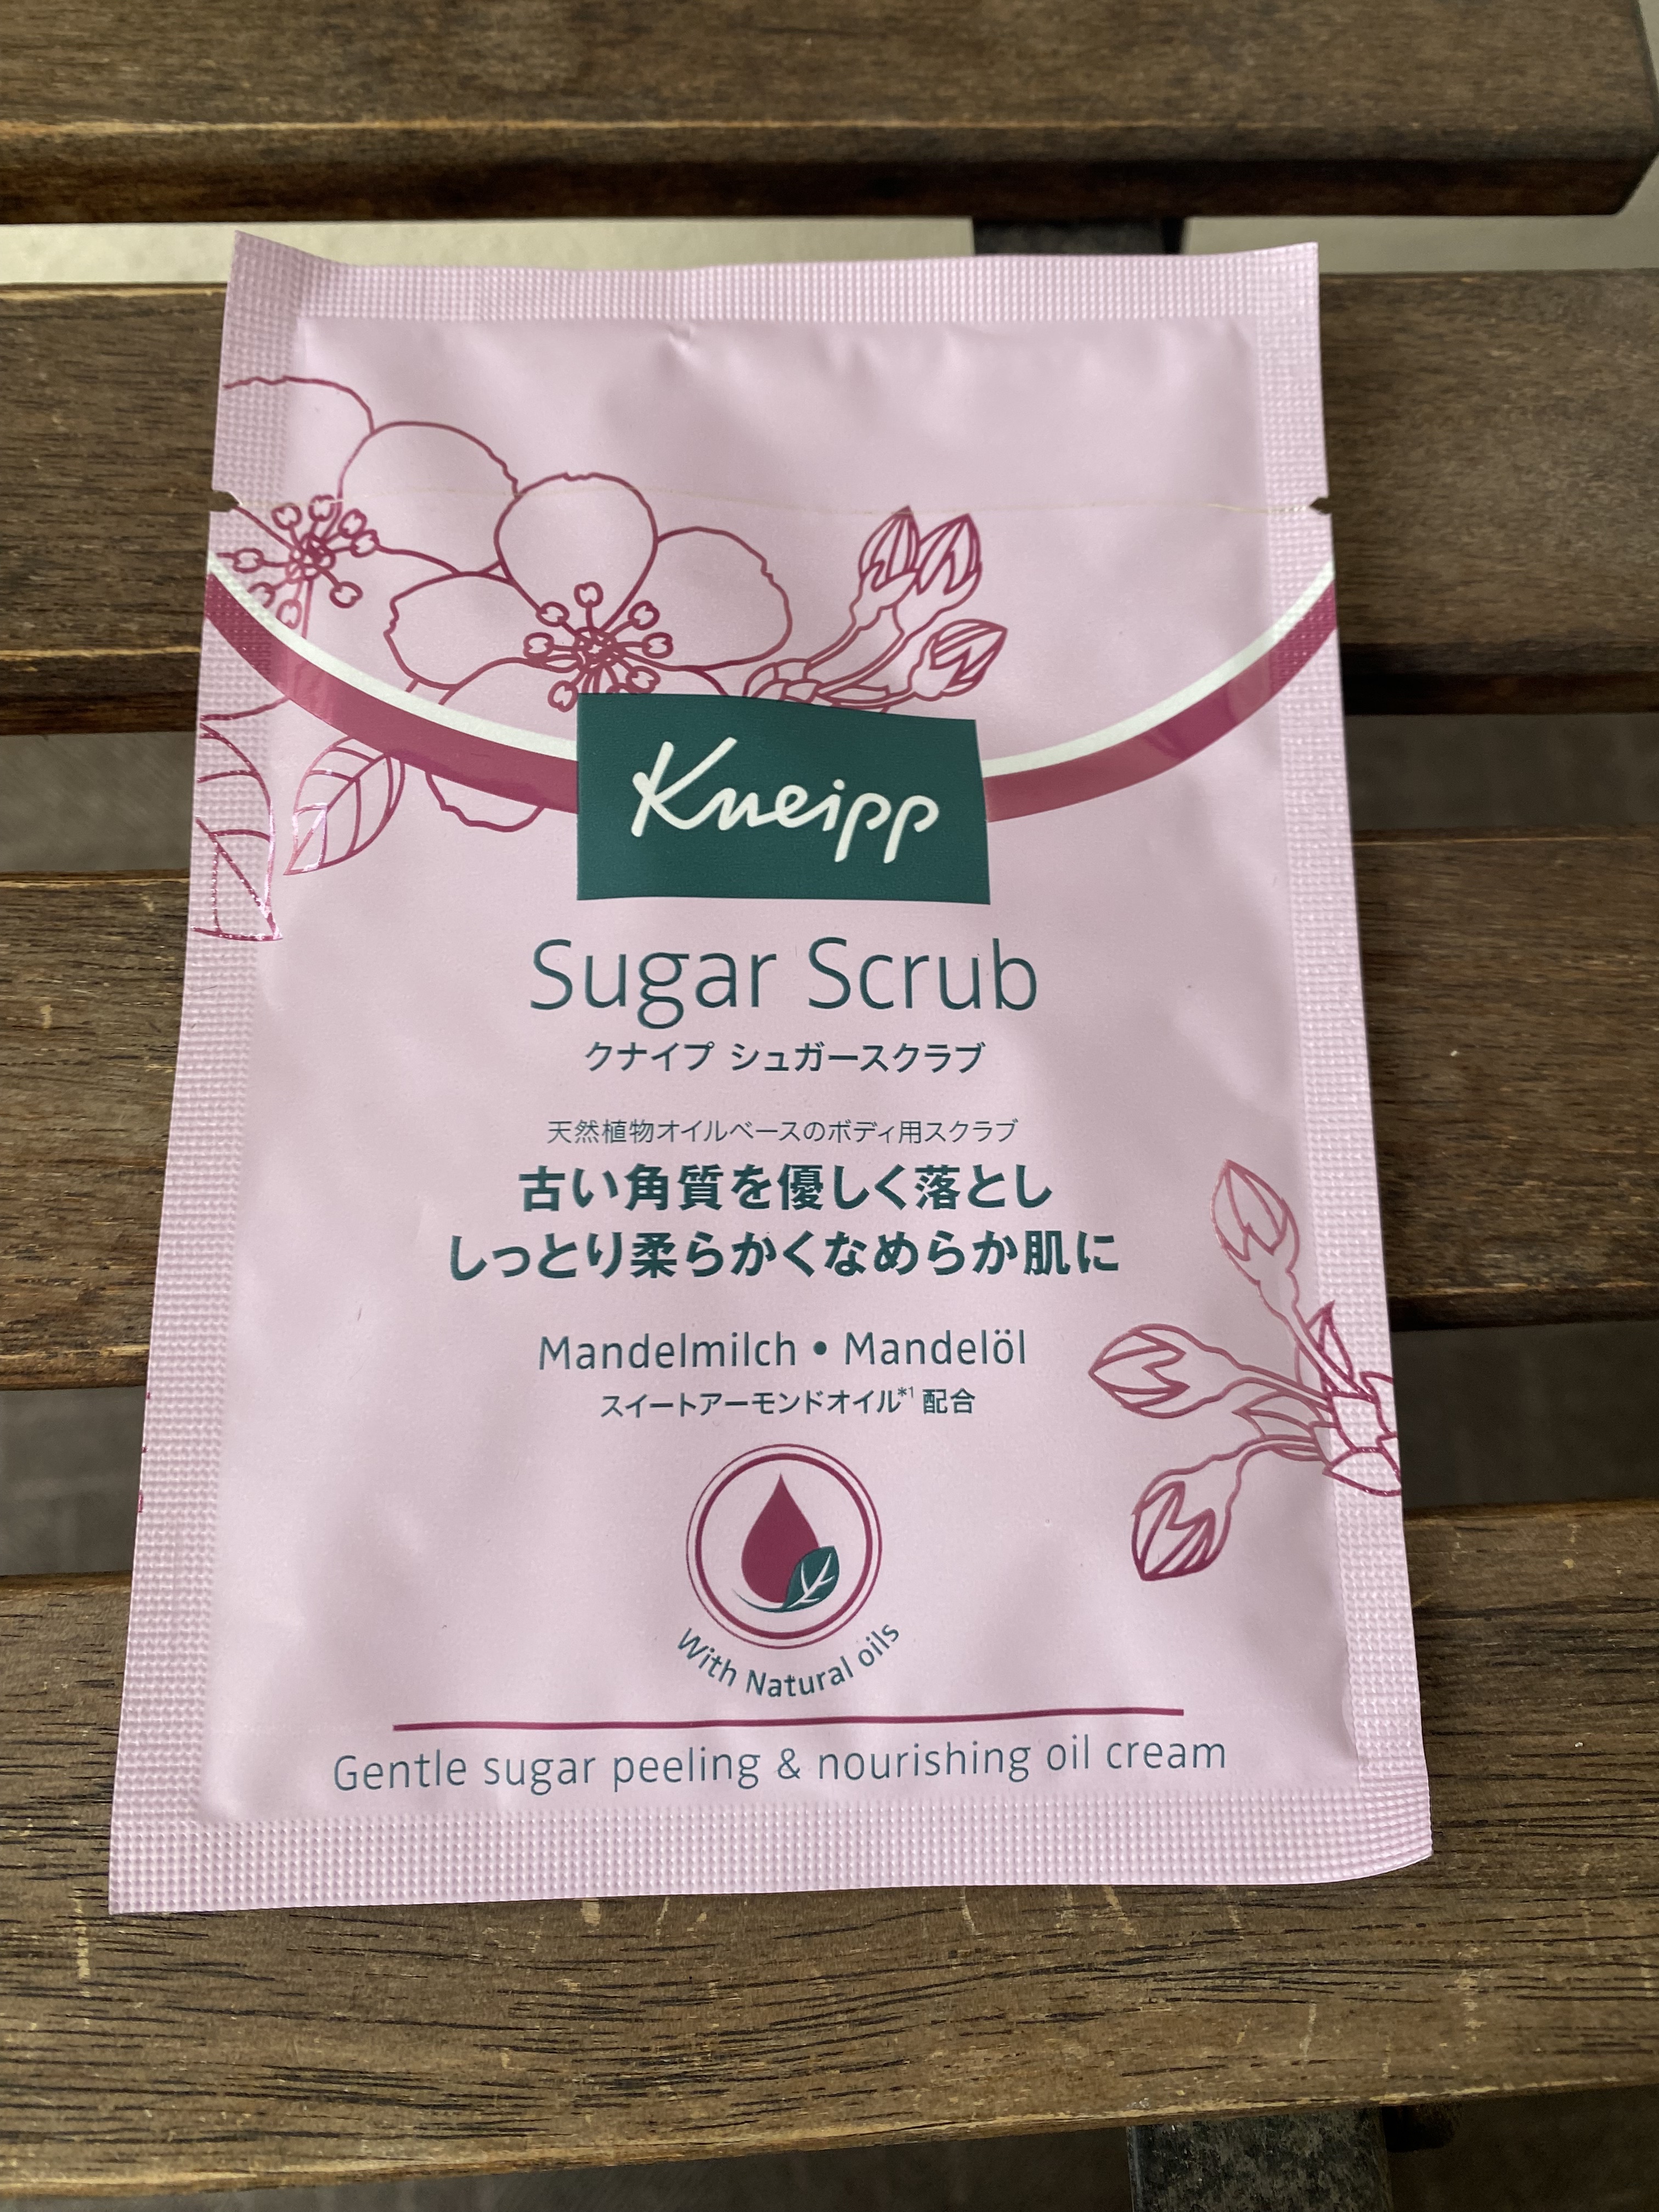 Kneipp
Sugar Scrub
クナイプ シュガースクラブ
天然植物オイルベースのボディ用スクラブ
古い角質を優しく落とし
しっとり柔らかくなめらか肌に
Mandelmilch • Mandelöl
スイートアーモンドオイル*1 配合
With Natural oils
Gentle sugar peeling & nourishing oil cream